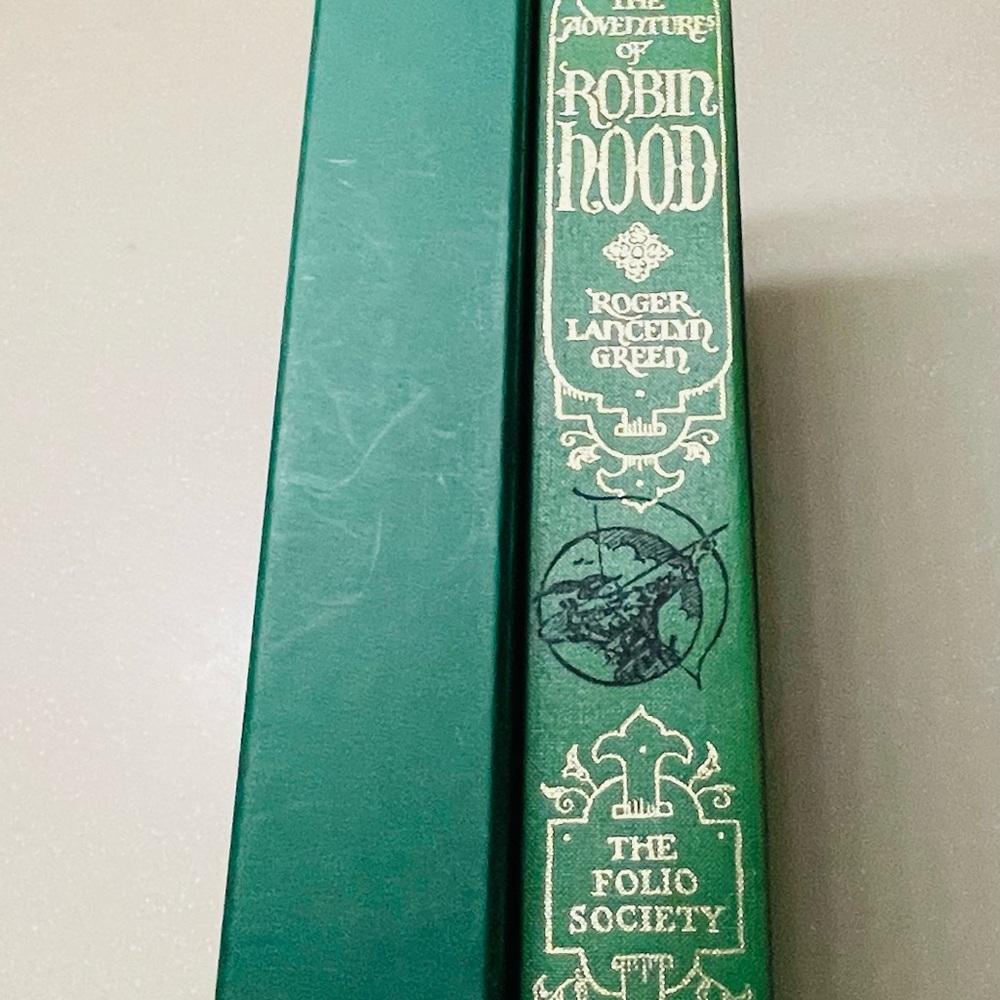 THE
ADVENTURES
OF
ROBIN
HOOD
ROGER
LANCELYN
GREEN
THE
FOLIO
SOCIETY